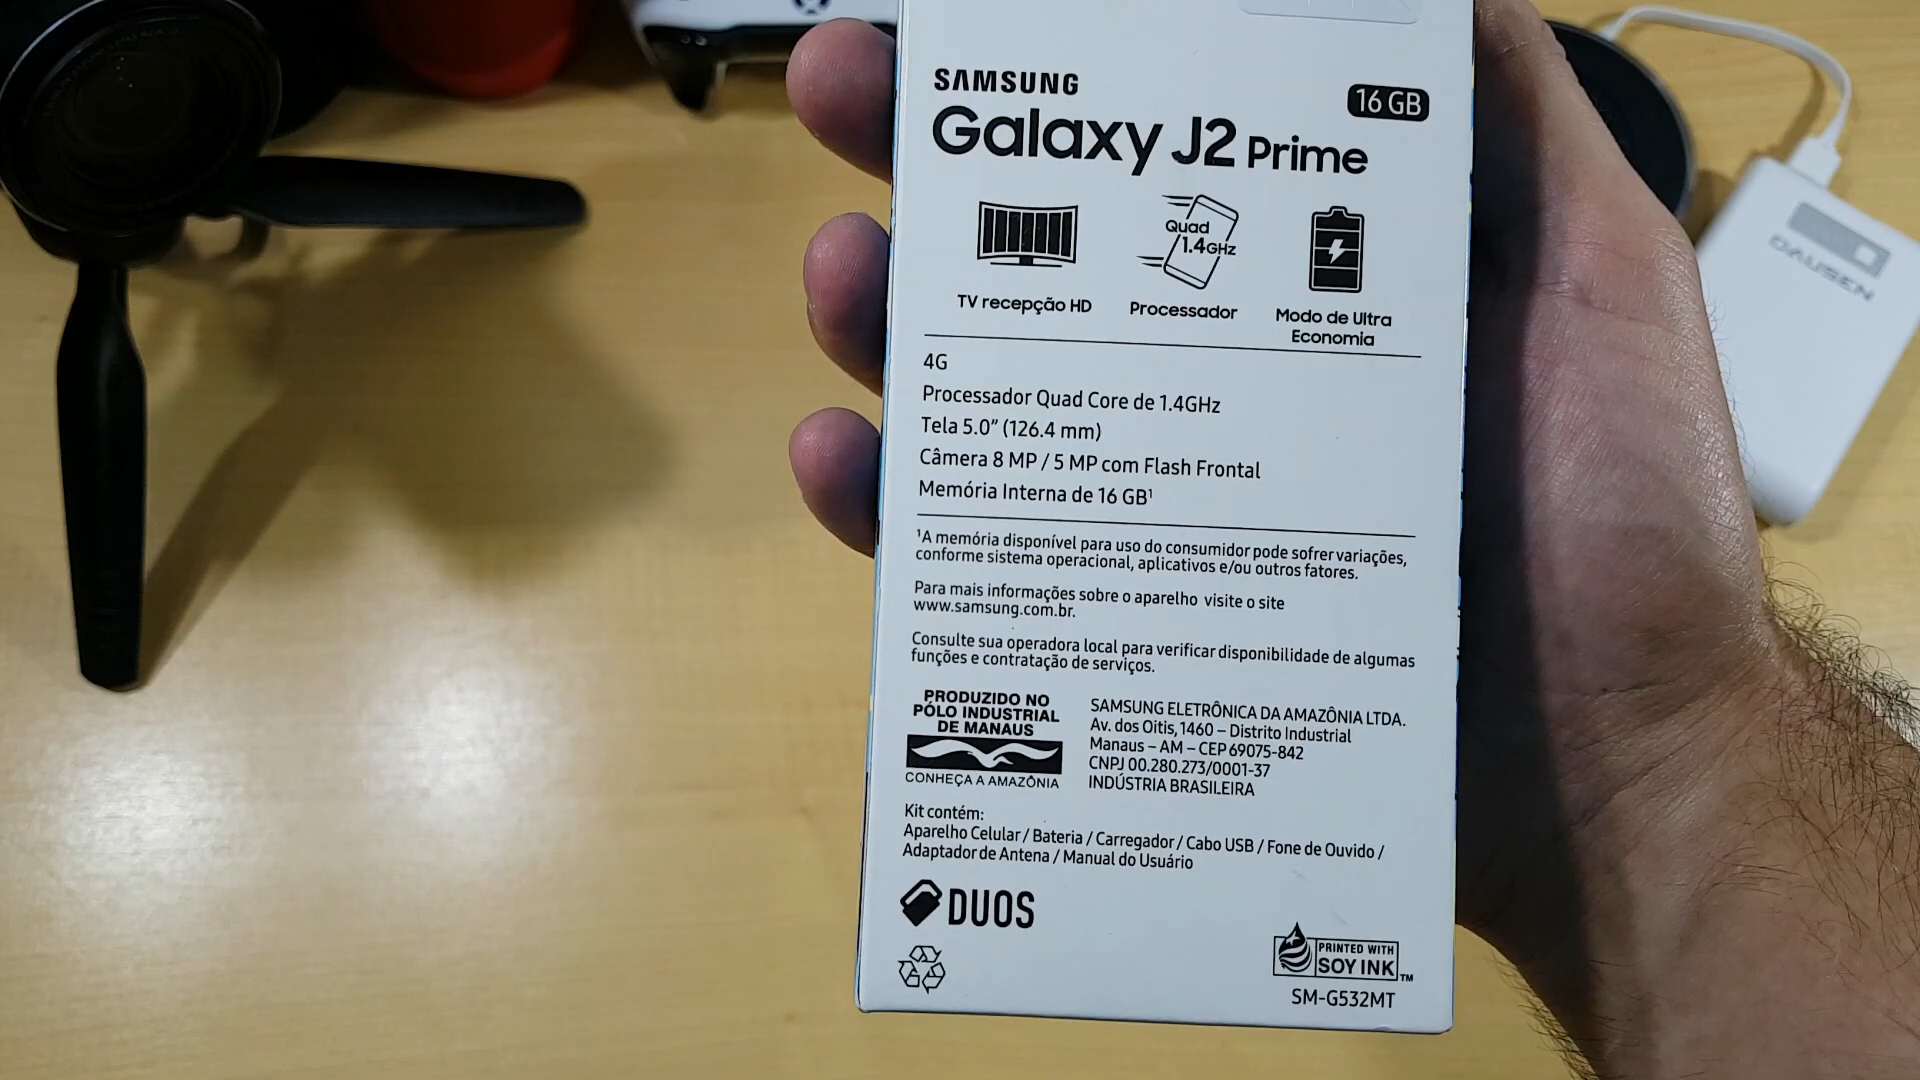 SAMSUNG
Galaxy J2 Prime
16 GB
Quad
1.4GHz
TV recepção HD
Processador
Modo de Ultra
Economia
4G
Processador Quad Core de 1.4GHz
Tela 5.0” (126.4 mm)
Câmera 8 MP / 5 MP com Flash Frontal
Memória Interna de 16 GB¹
¹A memória disponível para uso do consumidor pode sofrer variações,
conforme sistema operacional, aplicativos e/ou outros fatores.
Para mais informações sobre o aparelho visite o site
www.samsung.com.br.
Consulte sua operadora local para verificar disponibilidade de algumas
funções e contratação de serviços.
PRODUZIDO NO
PÓLO INDUSTRIAL
DE MANAUS
CONHEÇA A AMAZÔNIA
SAMSUNG ELETRÔNICA DA AMAZÔNIA LTDA.
Av. dos Oitis, 1460 – Distrito Industrial
Manaus – AM – CEP 69075-842
CNPJ 00.280.273/0001-37
INDÚSTRIA BRASILEIRA
Kit contém:
Aparelho Celular / Bateria / Carregador / Cabo USB / Fone de Ouvido /
Adaptador de Antena / Manual do Usuário
DUOS
PRINTED WITH
SOY INK™
SM-G532MT
DAUSEN